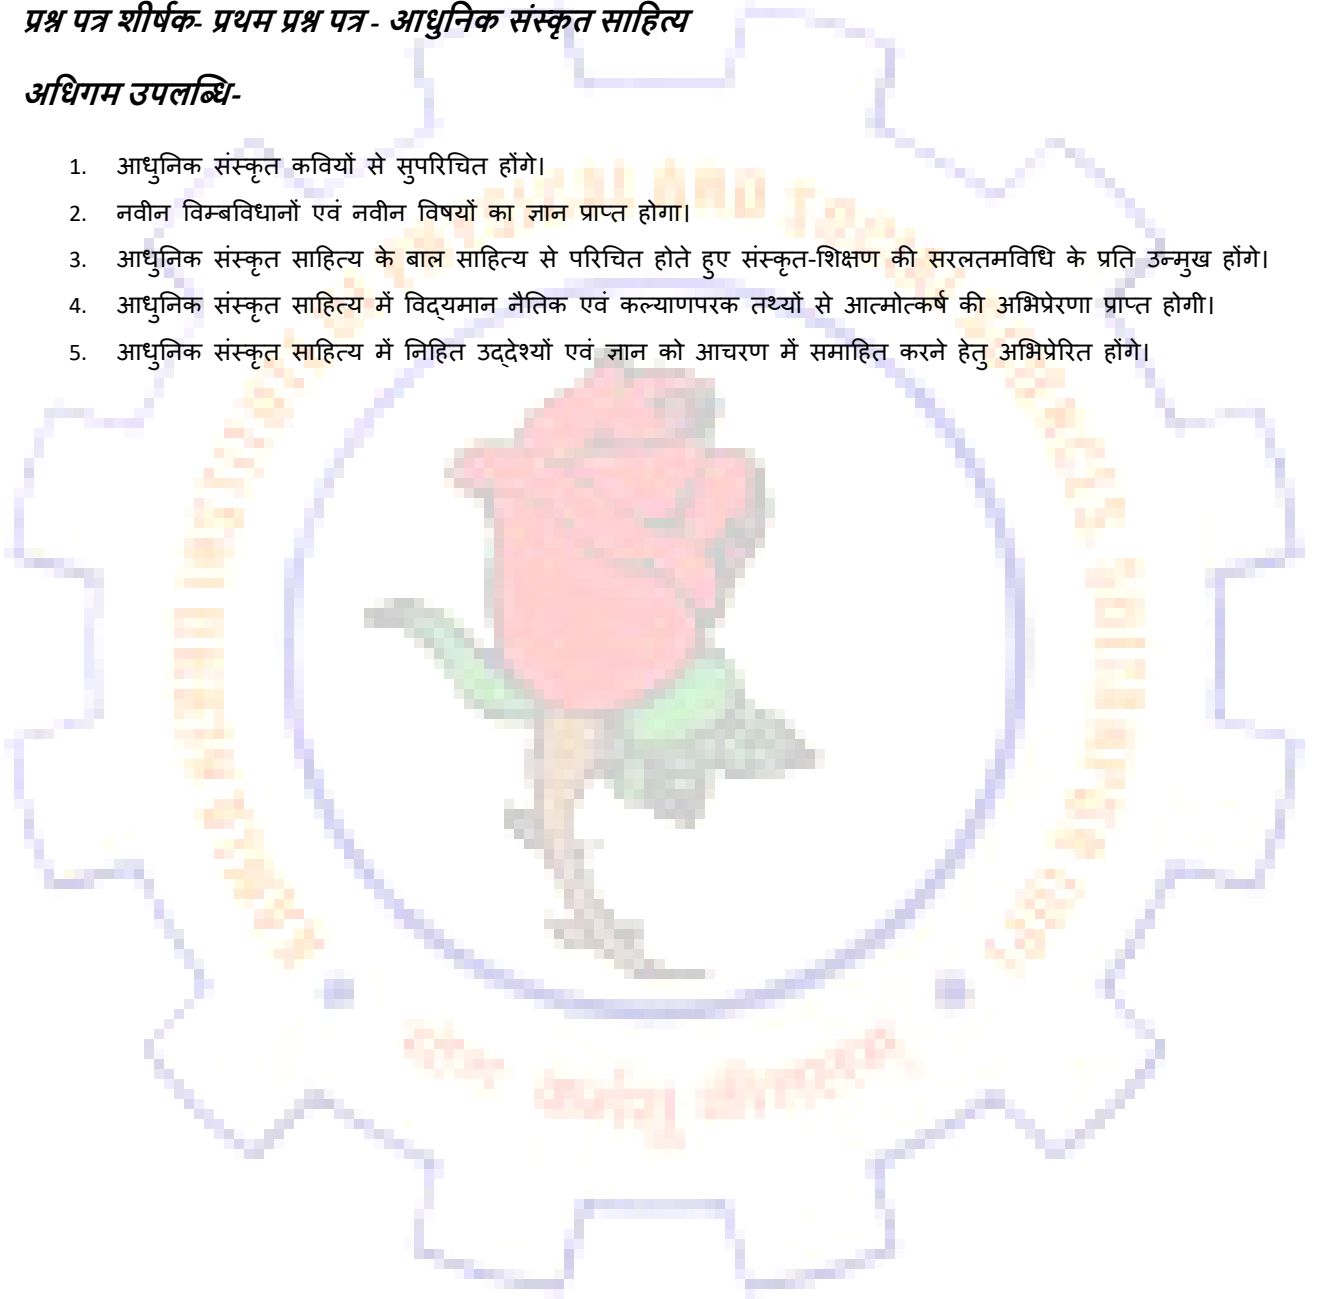 प्रश्न पत्र शीर्षक- प्रथम प्रश्न पत्र - आधुनिक संस्कृत साहित्य
अधिगम उपलब्धि-
1. आधुनिक संस्कृत कवियों से सुपरिचित होंगे।
2. नवीन विम्बविधानों एवं नवीन विषयों का ज्ञान प्राप्त होगा।
3. आधुनिक संस्कृत साहित्य के बाल साहित्य से परिचित होते हुए संस्कृत-शिक्षण की सरलतमविधि के प्रति उन्मुख होंगे।
4. आधुनिक संस्कृत साहित्य में विद्यमान नैतिक एवं कल्याणपरक तथ्यों से आत्मोत्कर्ष की अभिप्रेरणा प्राप्त होगी।
5. आधुनिक संस्कृत साहित्य में निहित उद्देश्यों एवं ज्ञान को आचरण में समाहित करने हेतु अभिप्रेरित होंगे।